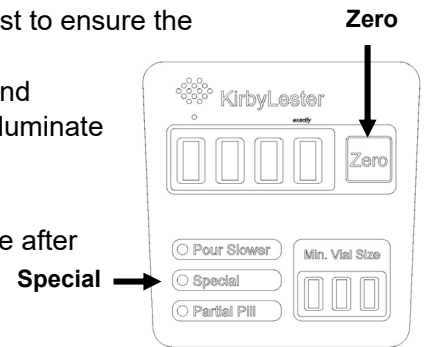 st to ensure the
Zero
nd
KirbyLester
luminate
exactly
Zero
e after
Pour Slower
Min. Vial Size
Special
Special
Partial Pill